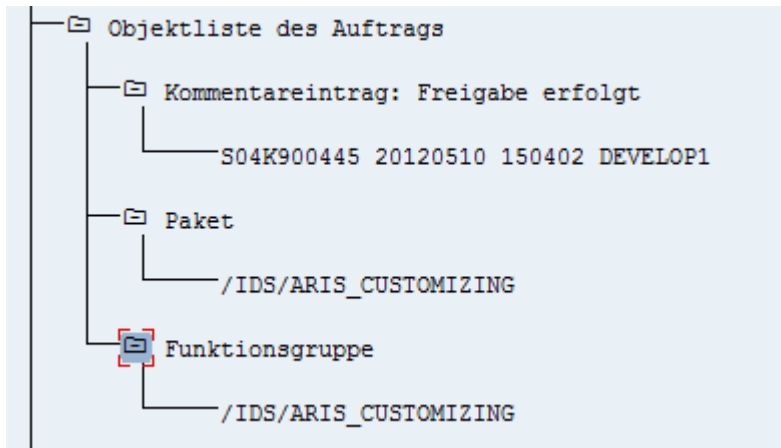 Objektliste des Auftrags
Kommentareintrag: Freigabe erfolgt
S04K900445 20120510 150402 DEVELOP1
Paket
/IDS/ARIS_CUSTOMIZING
Funktionsgruppe
/IDS/ARIS_CUSTOMIZING